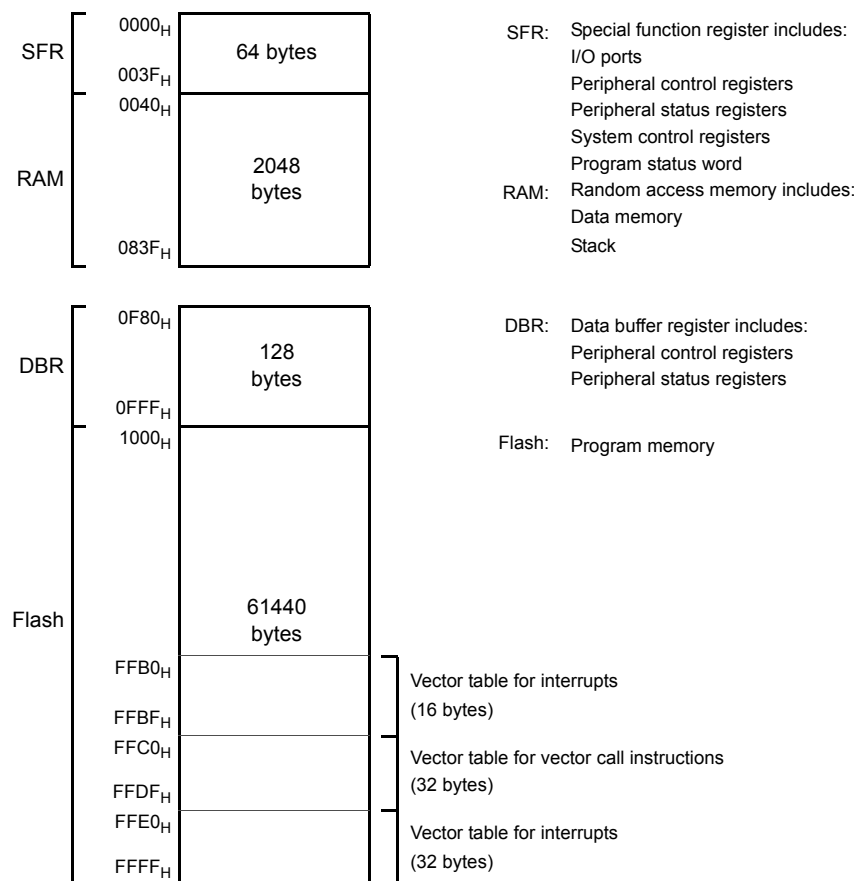 SFR
0000H
64 bytes
003FH
RAM
0040H
2048
bytes
083FH
DBR
0F80H
128
bytes
0FFFH
Flash
1000H
61440
bytes
FFB0H
FFBFH
Vector table for interrupts
(16 bytes)
FFC0H
FFDFH
Vector table for vector call instructions
(32 bytes)
FFE0H
FFFFH
Vector table for interrupts
(32 bytes)
SFR: Special function register includes:
I/O ports
Peripheral control registers
Peripheral status registers
System control registers
Program status word
RAM: Random access memory includes:
Data memory
Stack
DBR: Data buffer register includes:
Peripheral control registers
Peripheral status registers
Flash: Program memory